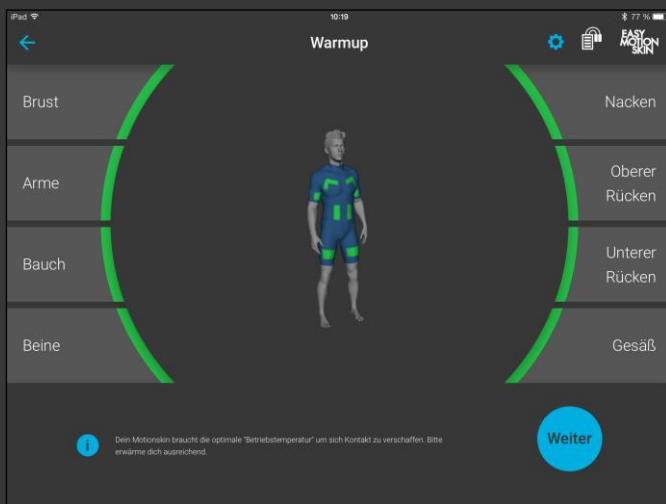 iPad 10:19 77 %
Warmup
EASY
MOTION
SKIN
Brust
Nacken
Arme
Oberer
Rücken
Bauch
Unterer
Rücken
Beine
Gesäß
Dein Motionskin braucht die optimale "Betriebstemperatur" um sich Kontakt zu verschaffen. Bitte
erwärme dich ausreichend.
Weiter